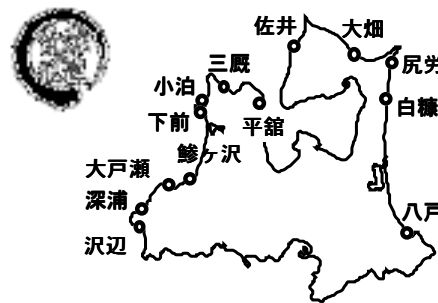 佐井
大畑
尻労
三厩
小泊
白糠
下前
平舘
鯵ヶ沢
大戸瀬
深浦
八戸
沢辺